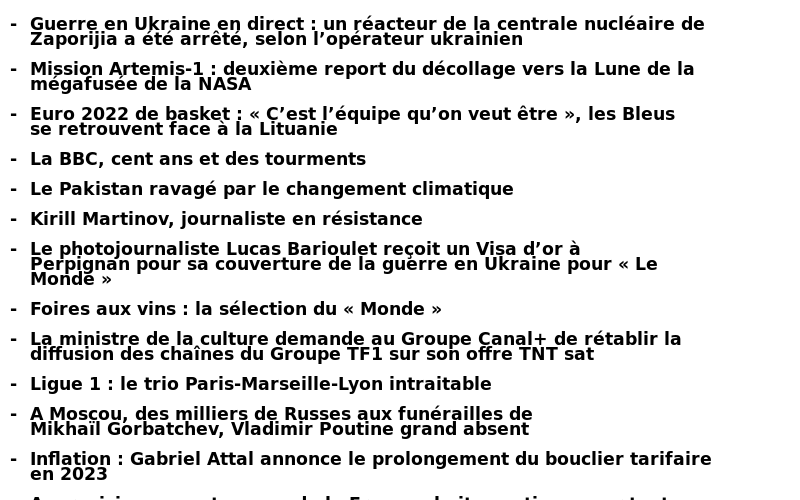 - Guerre en Ukraine en direct : un réacteur de la centrale nucléaire de
Zaporijia a été arrêté, selon l’opérateur ukrainien
- Mission Artemis-1 : deuxième report du décollage vers la Lune de la
mégafusée de la NASA
- Euro 2022 de basket : « C’est l’équipe qu’on veut être », les Bleus
se retrouvent face à la Lituanie
- La BBC, cent ans et des tourments
- Le Pakistan ravagé par le changement climatique
- Kirill Martinov, journaliste en résistance
- Le photojournaliste Lucas Barioulet reçoit un Visa d’or à
Perpignan pour sa couverture de la guerre en Ukraine pour « Le
Monde »
- Foires aux vins : la sélection du « Monde »
- La ministre de la culture demande au Groupe Canal+ de rétablir la
diffusion des chaînes du Groupe TF1 sur son offre TNT sat
- Ligue 1 : le trio Paris-Marseille-Lyon intraitable
- A Moscou, des milliers de Russes aux funérailles de
Mikhaïl Gorbatchev, Vladimir Poutine grand absent
- Inflation : Gabriel Attal annonce le prolongement du bouclier tarifaire
en 2023